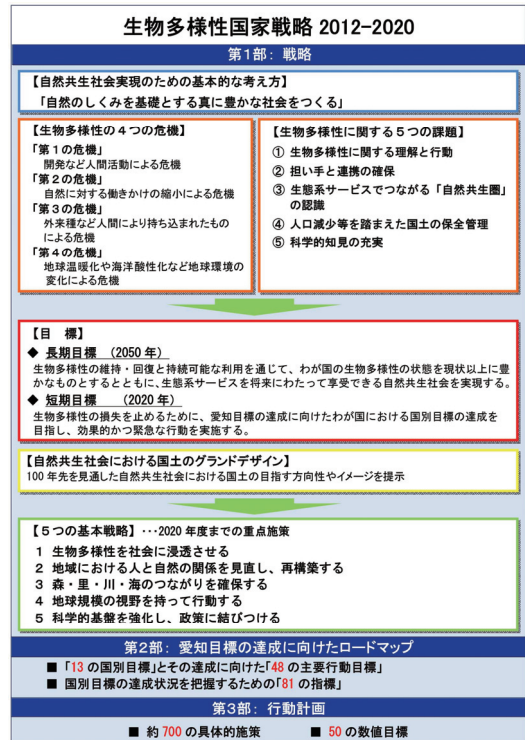 生物多様性国家戦略 2012-2020
第1部: 戦略
【自然共生社会実現のための基本的な考え方】
「自然のしくみを基礎とする真に豊かな社会をつくる」
【生物多様性の4つの危機】
「第1の危機」
開発など人間活動による危機
「第2の危機」
自然に対する働きかけの縮小による危機
「第3の危機」
外来種など人間により持ち込まれたもの
による危機
「第4の危機」
地球温暖化や海洋酸性化など地球環境の
変化による危機
【生物多様性に関する5つの課題】
① 生物多様性に関する理解と行動
② 担い手と連携の確保
③ 生態系サービスでつながる「自然共生圏」
の認識
④ 人口減少等を踏まえた国土の保全管理
⑤ 科学的知見の充実
【目 標】
◆ 長期目標 (2050 年)
生物多様性の維持・回復と持続可能な利用を通じて、わが国の生物多様性の状態を現状以上に豊
かなものとするとともに、生態系サービスを将来にわたって享受できる自然共生社会を実現する。
◆ 短期目標 (2020 年)
生物多様性の損失を止めるために、愛知目標の達成に向けたわが国における国別目標の達成を
目指し、効果的かつ緊急な行動を実施する。
【自然共生社会における国土のグランドデザイン】
100 年先を見通した自然共生社会における国土の目指す方向性やイメージを提示
【5つの基本戦略】・・・2020 年度までの重点施策
1 生物多様性を社会に浸透させる
2 地域における人と自然の関係を見直し、再構築する
3 森・里・川・海のつながりを確保する
4 地球規模の視野を持って行動する
5 科学的基盤を強化し、政策に結びつける
第2部: 愛知目標の達成に向けたロードマップ
■ 「13 の国別目標」とその達成に向けた「48 の主要行動目標」
■ 国別目標の達成状況を把握するための「81 の指標」
第3部: 行動計画
■ 約 700 の具体的施策 ■ 50 の数値目標